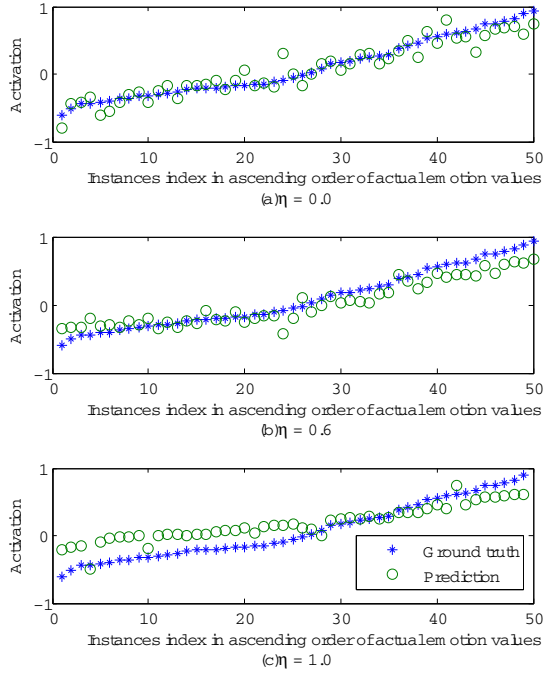 1
0
−1
Activation
0 10 20 30 40 50
Instances index in ascending order of actual emotion values
(a)η = 0.0
1
0
−1
Activation
0 10 20 30 40 50
Instances index in ascending order of actual emotion values
(b)η = 0.6
1
0
−1
Activation
Ground truth
Prediction
0 10 20 30 40 50
Instances index in ascending order of actual emotion values
(c)η = 1.0